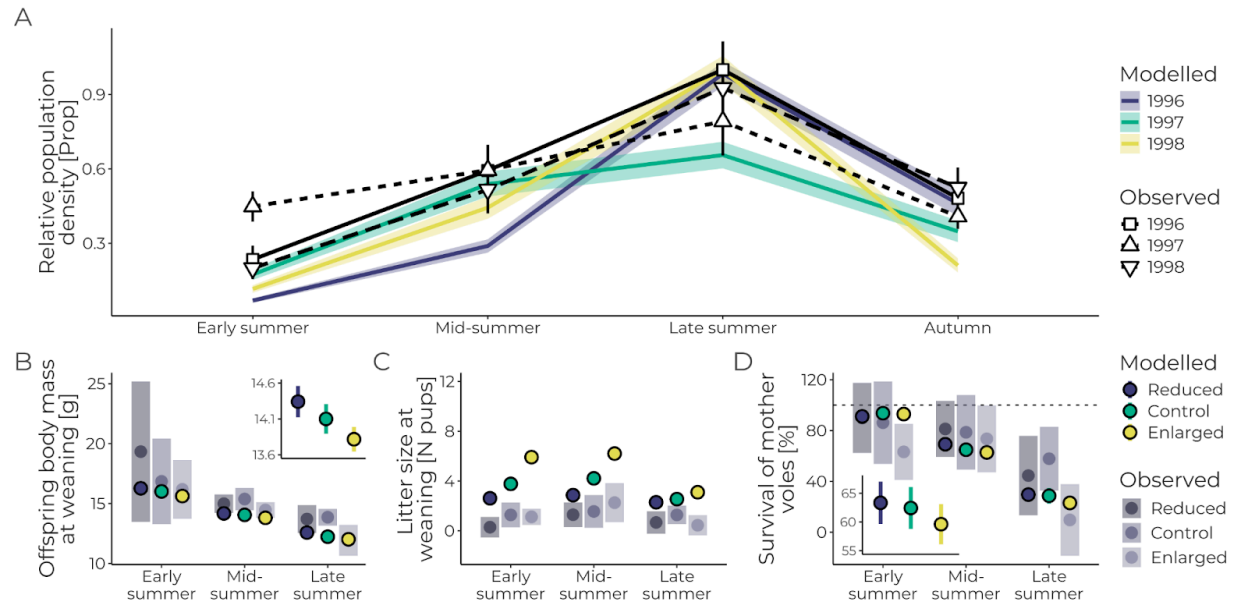 A
Relative population
density [Prop]
0.9
0.6
0.3
Early summer
Mid-summer
Late summer
Autumn
Modelled
1996
1997
1998
Observed
1996
1997
1998
B
Offspring body mass
at weaning [g]
25
20
15
10
14.6
14.1
13.6
Early
summer
Mid-
summer
Late
summer
C
Litter size at
weaning [N pups]
12
8
4
0
Early
summer
Mid-
summer
Late
summer
D
Survival of mother
voles [%]
120
80
40
0
65
60
55
Early
summer
Mid-
summer
Late
summer
Modelled
Reduced
Control
Enlarged
Observed
Reduced
Control
Enlarged